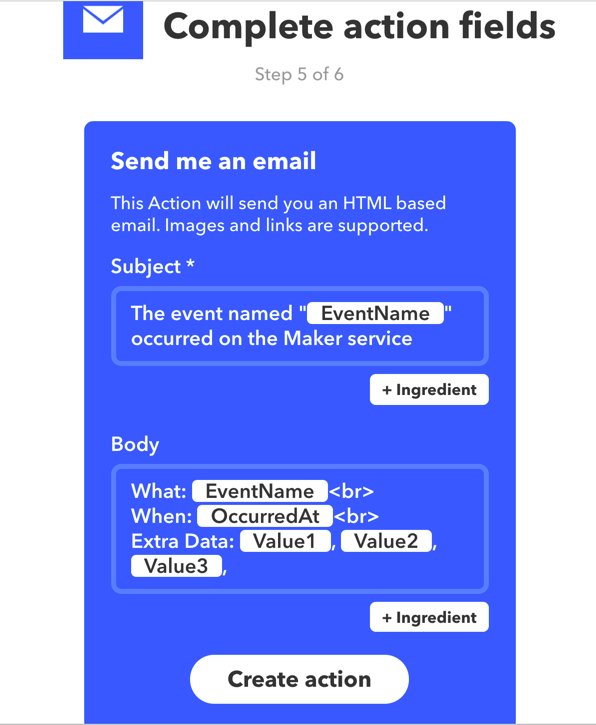 Complete action fields
Step 5 of 6
Send me an email
This Action will send you an HTML based
email. Images and links are supported.
Subject *
The event named " EventName "
occurred on the Maker service
+ Ingredient
Body
What: EventName <br>
When: OccurredAt <br>
Extra Data: Value1 , Value2 ,
Value3 ,
+ Ingredient
Create action